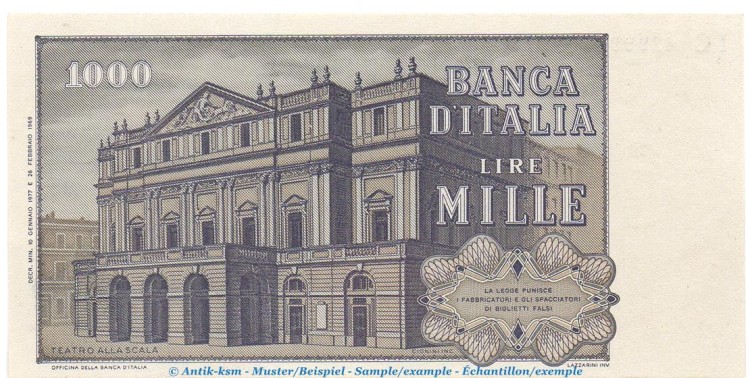 1000
BANCA
D'ITALIA
LIRE
MILLE
DECR. MIN. 10 GENNAIO 1977 E 26 FEBBRAIO 1969
LA LEGGE PUNISCE
I FABBRICATORI E GLI SPACCIATORI
DI BIGLIETTI FALSI
TEATRO ALLA SCALA
CIONINI INC.
OFFICINA DELLA BANCA D'ITALIA
LAZZARINI INV.
© Antik-ksm - Muster/Beispiel - Sample/example - Échantillon/exemple